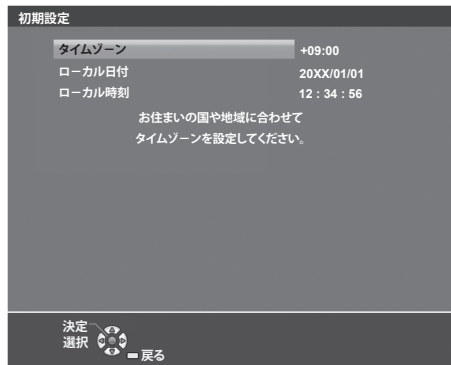 初期設定
タイムゾーン +09:00
ローカル日付 20XX/01/01
ローカル時刻 12 : 34 : 56
お住まいの国や地域に合わせて
タイムゾーンを設定してください。
決定
選択
戻る